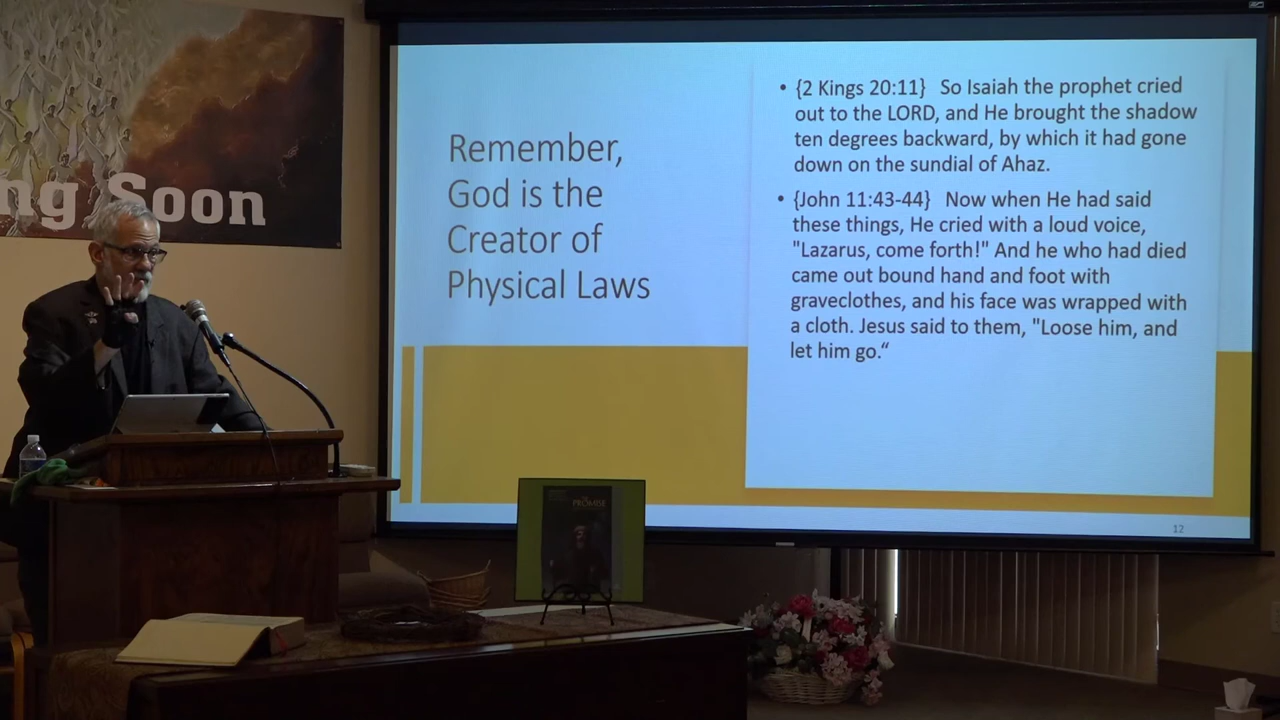 ng Soon
Remember,
God is the
Creator of
Physical Laws
• {2 Kings 20:11} So Isaiah the prophet cried
out to the LORD, and He brought the shadow
ten degrees backward, by which it had gone
down on the sundial of Ahaz.
• {John 11:43-44} Now when He had said
these things, He cried with a loud voice,
"Lazarus, come forth!" And he who had died
came out bound hand and foot with
graveclothes, and his face was wrapped with
a cloth. Jesus said to them, "Loose him, and
let him go.“
12
PROMISE